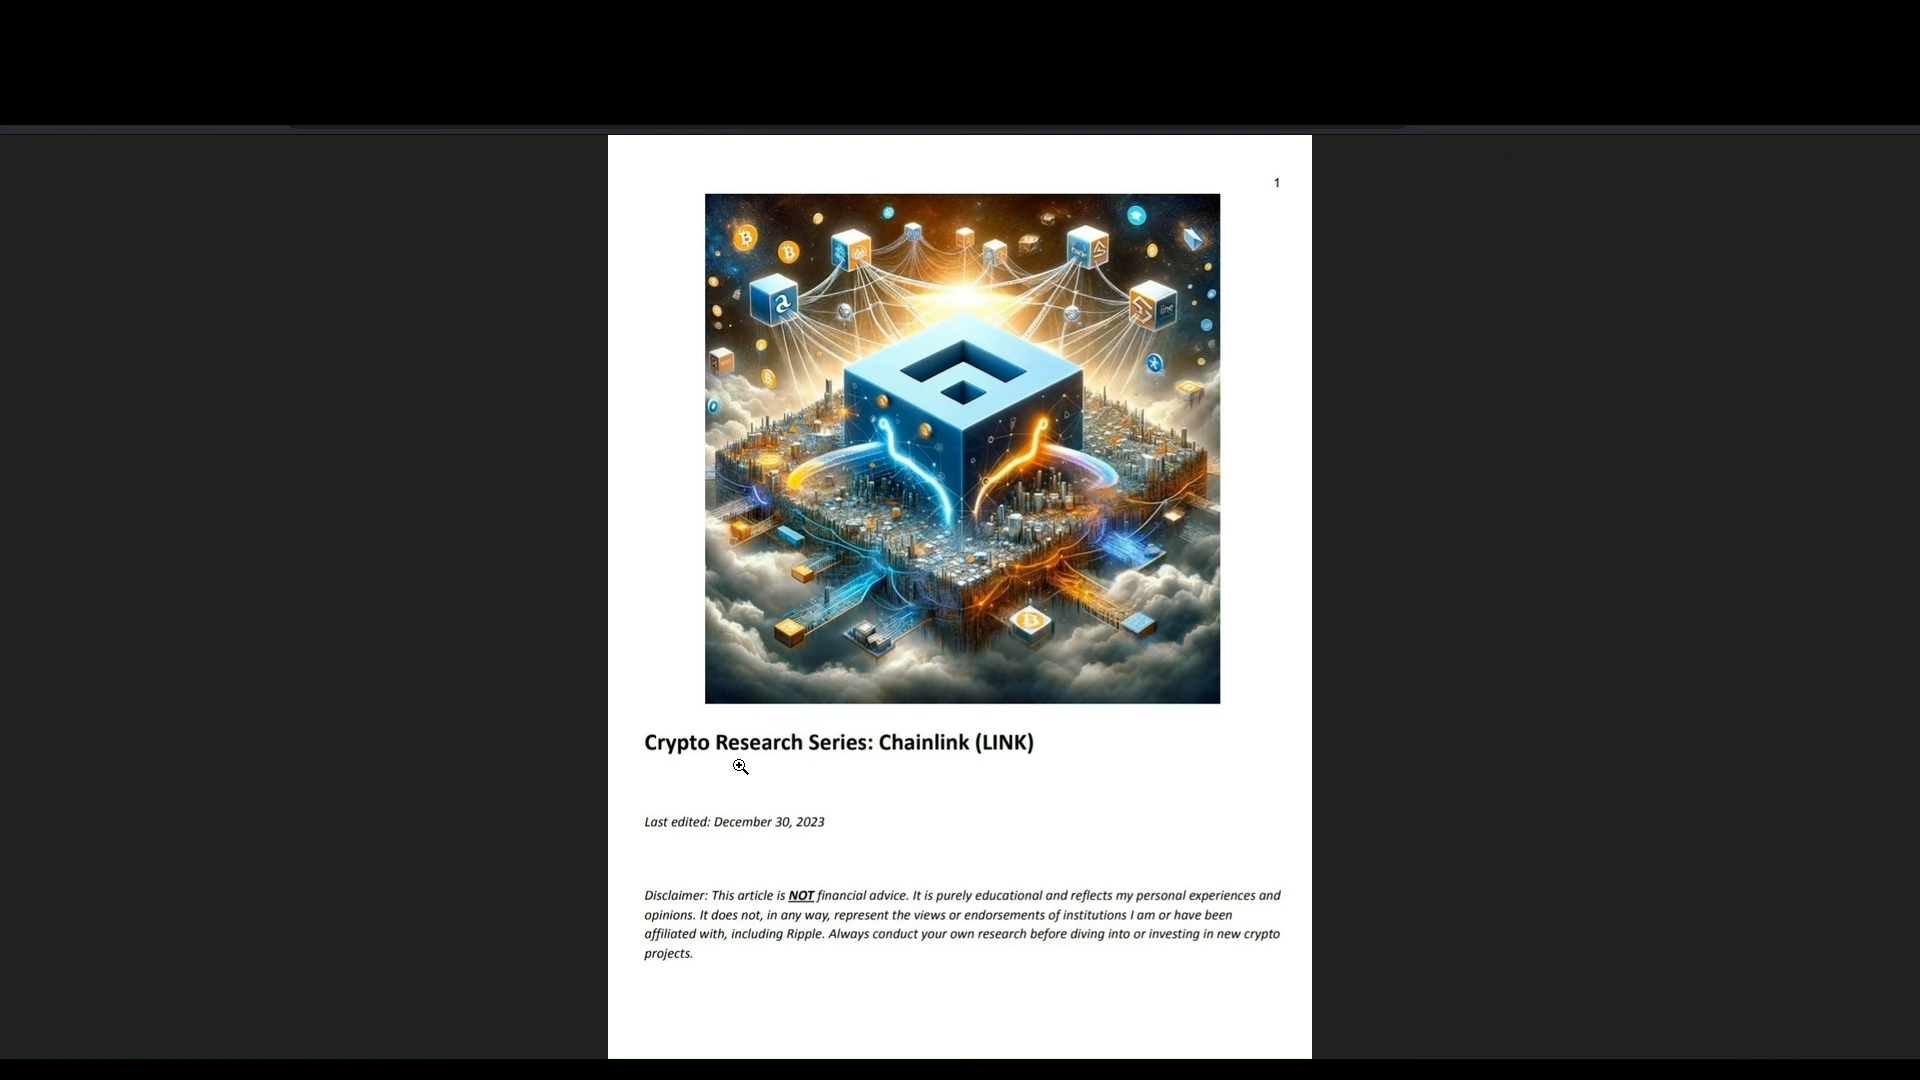 1
line
Crypto Research Series: Chainlink (LINK)
Last edited: December 30, 2023
Disclaimer: This article is NOT financial advice. It is purely educational and reflects my personal experiences and
opinions. It does not, in any way, represent the views or endorsements of institutions I am or have been
affiliated with, including Ripple. Always conduct your own research before diving into or investing in new crypto
projects.